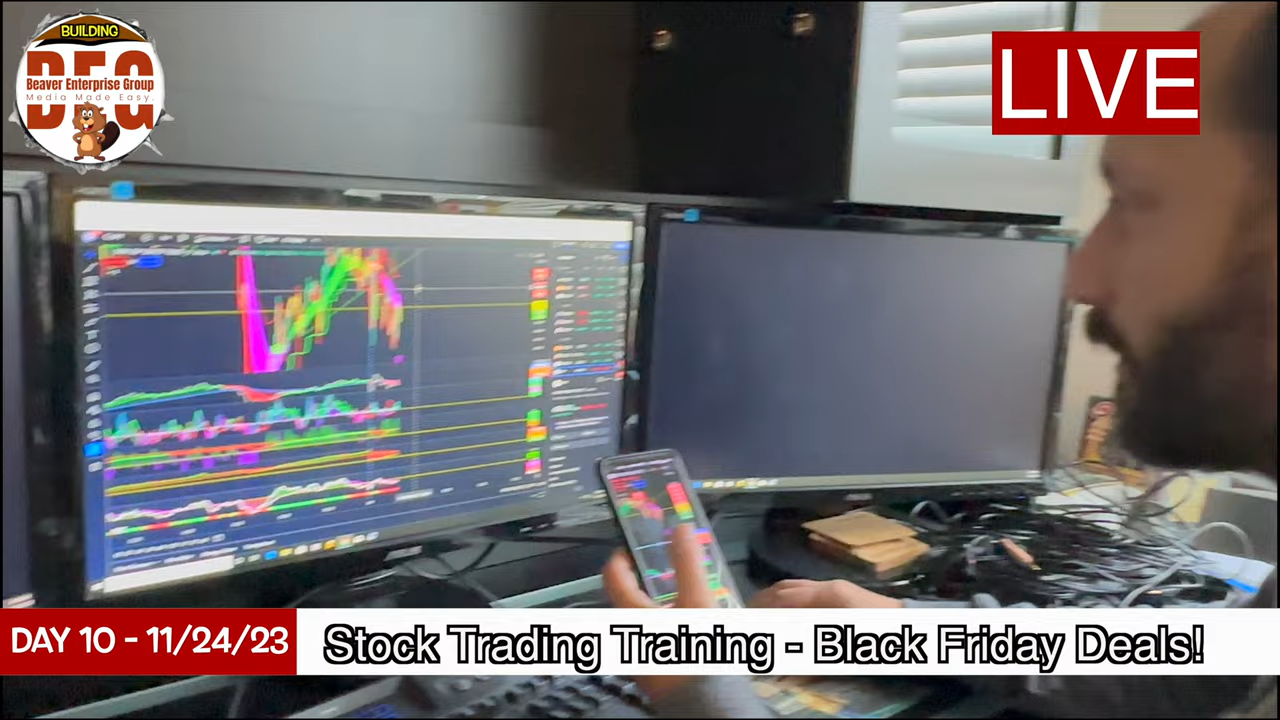 BUILDING
BEG
Beaver Enterprise Group
Media Made Easy.
LIVE
DAY 10 - 11/24/23
Stock Trading Training - Black Friday Deals!